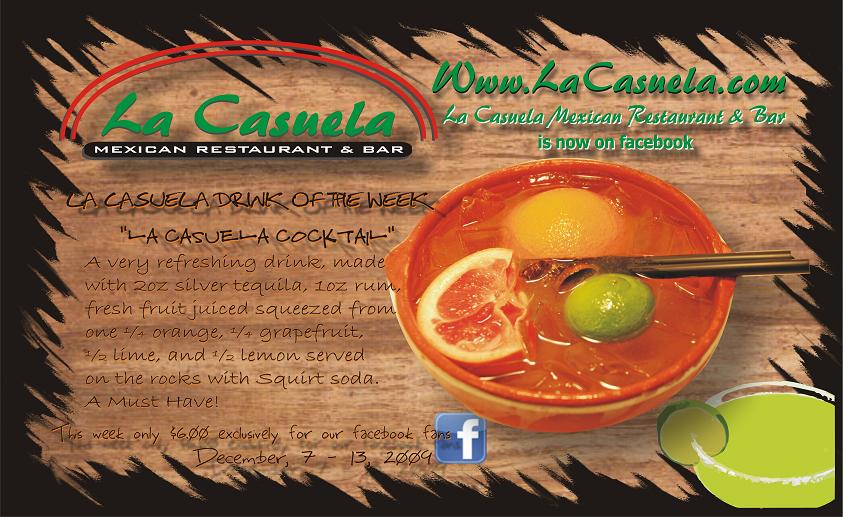 La Casuela
MEXICAN RESTAURANT & BAR
Www.LaCasuela.com
La Casuela Mexican Restaurant & Bar
is now on facebook
LA CASUELA DRINK OF THE WEEK
"LA CASUELA COCKTAIL"
A very refreshing drink, made
with 2oz silver tequila, 1oz rum,
fresh fruit juiced squeezed from
one 1/4 orange, 1/4 grapefruit,
1/2 lime, and 1/2 lemon served
on the rocks with Squirt soda.
A Must Have!
This week only $6.00 exclusively for our facebook fans
f
December, 7 - 13, 2009